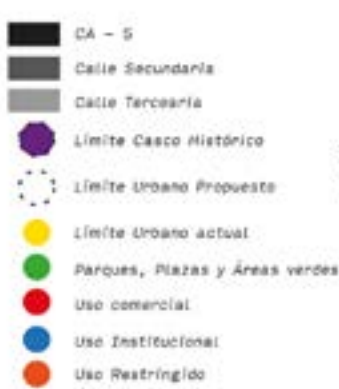 CA - 5
Calle Secundaria
Calle Tercearia
Límite Casco Histórico
Límite Urbano Propuesto
Límite Urbano actual
Parques, Plazas y Áreas verdes
Uso comercial
Uso Institucional
Uso Restringido